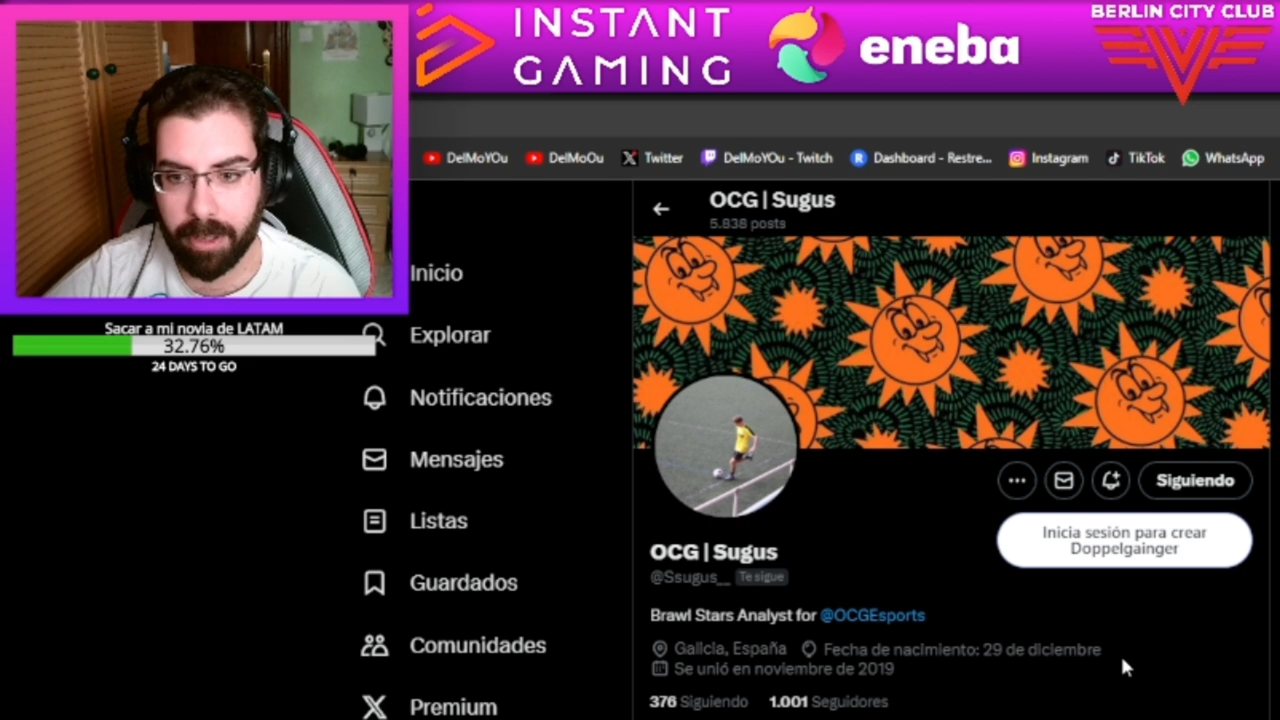 INSTANT
GAMING
eneba
BERLIN CITY CLUB
DelMoYOu
DelMoOu
Twitter
DelMoYOu - Twitch
Dashboard - Restre...
Instagram
TikTok
WhatsApp
OCG | Sugus
5.838 posts
Inicio
Sacar a mi novia de LATAM
32.76%
24 DAYS TO GO
Explorar
Notificaciones
Mensajes
Listas
Guardados
Comunidades
Premium
Siguiendo
Inicia sesión para crear
Doppelgainger
OCG | Sugus
@Ssugus__ Te sigue
Brawl Stars Analyst for @OCGEsports
Galicia, España Fecha de nacimiento: 29 de diciembre
Se unió en noviembre de 2019
376 Siguiendo 1.001 Seguidores